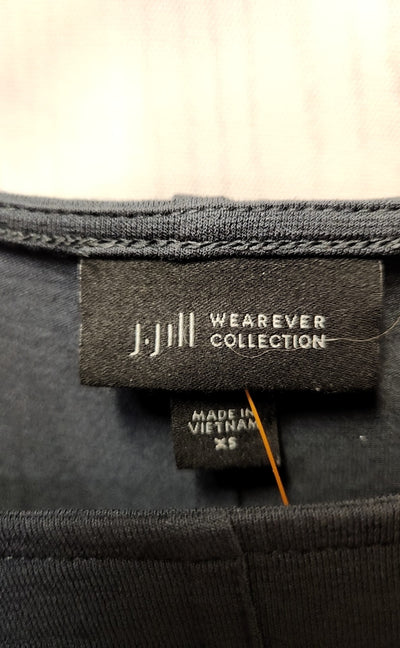 J.Jill WEAREVER
COLLECTION
MADE IN
VIETNAM
XS